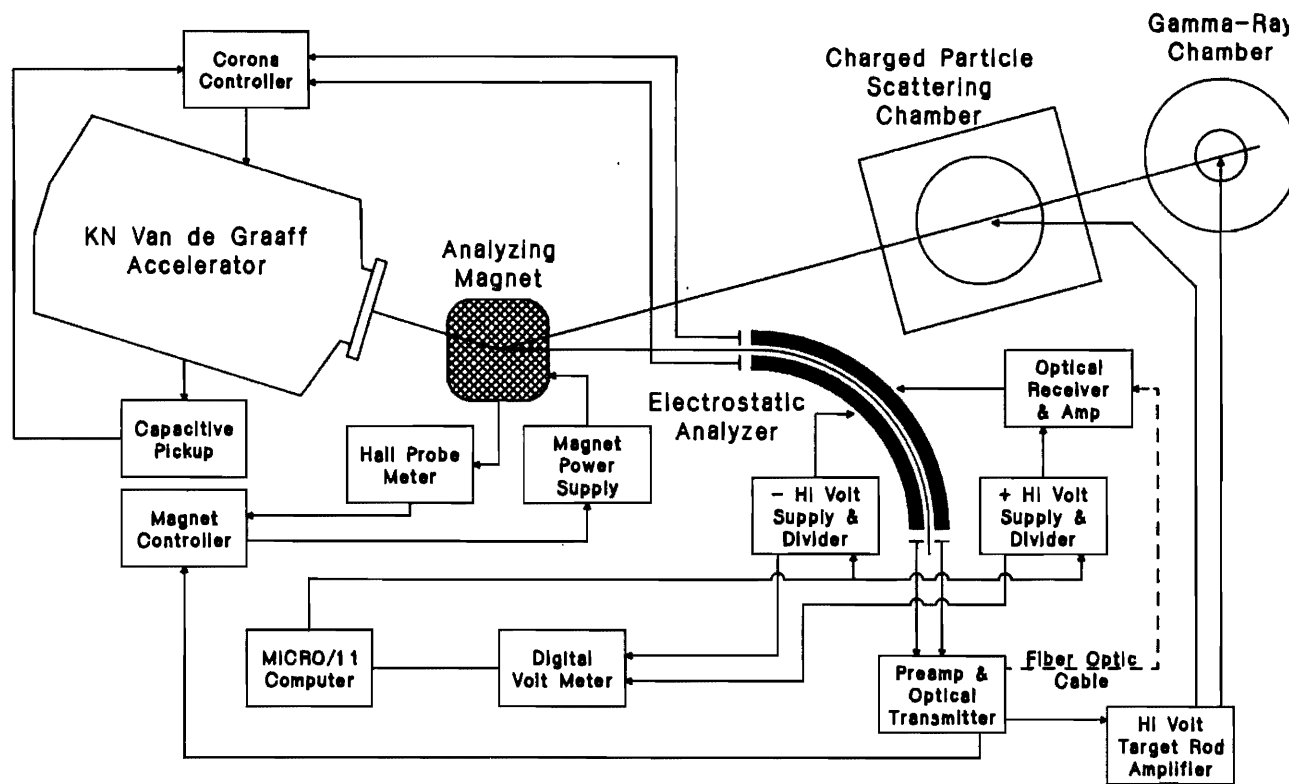 Gamma-Ray
Chamber
Corona
Controller
Charged Particle
Scattering
Chamber
KN Van de Graaff
Accelerator
Analyzing
Magnet
Optical
Receiver
& Amp
Electrostatic
Analyzer
Capacitive
Pickup
Hall Probe
Meter
Magnet
Power
Supply
- Hi Volt
Supply &
Divider
+ Hi Volt
Supply &
Divider
Magnet
Controller
MICRO/11
Computer
Digital
Volt Meter
Preamp &
Optical
Transmitter
Fiber Optic
Cable
Hi Volt
Target Rod
Amplifier